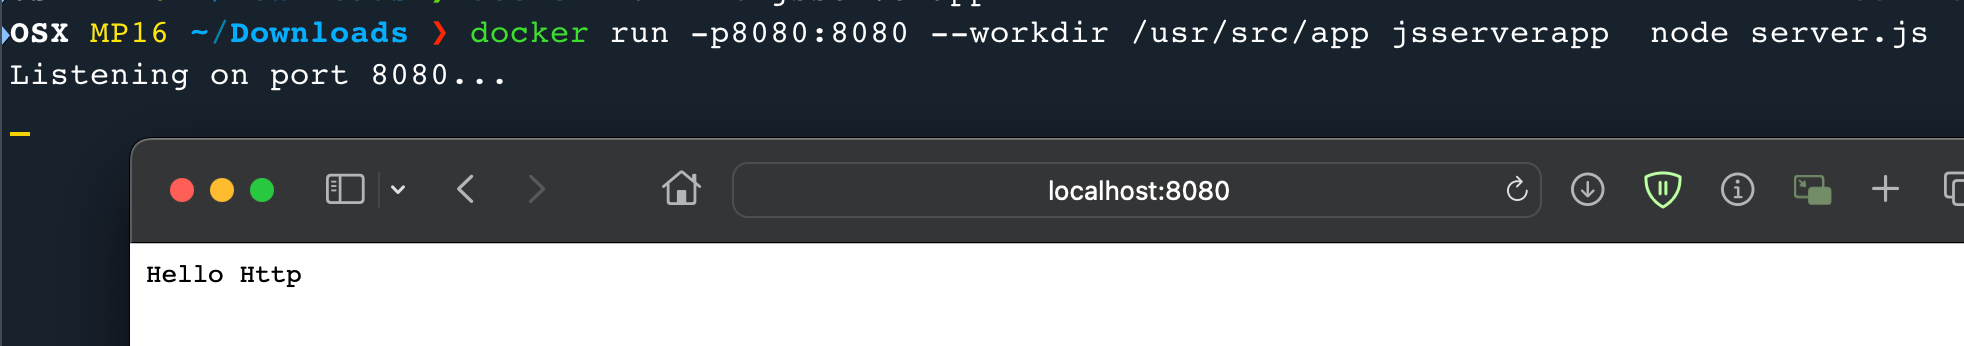 OSX MP16 ~/Downloads ❯ docker run -p8080:8080 --workdir /usr/src/app jsserverapp  node server.js
Listening on port 8080...
localhost:8080
Hello Http